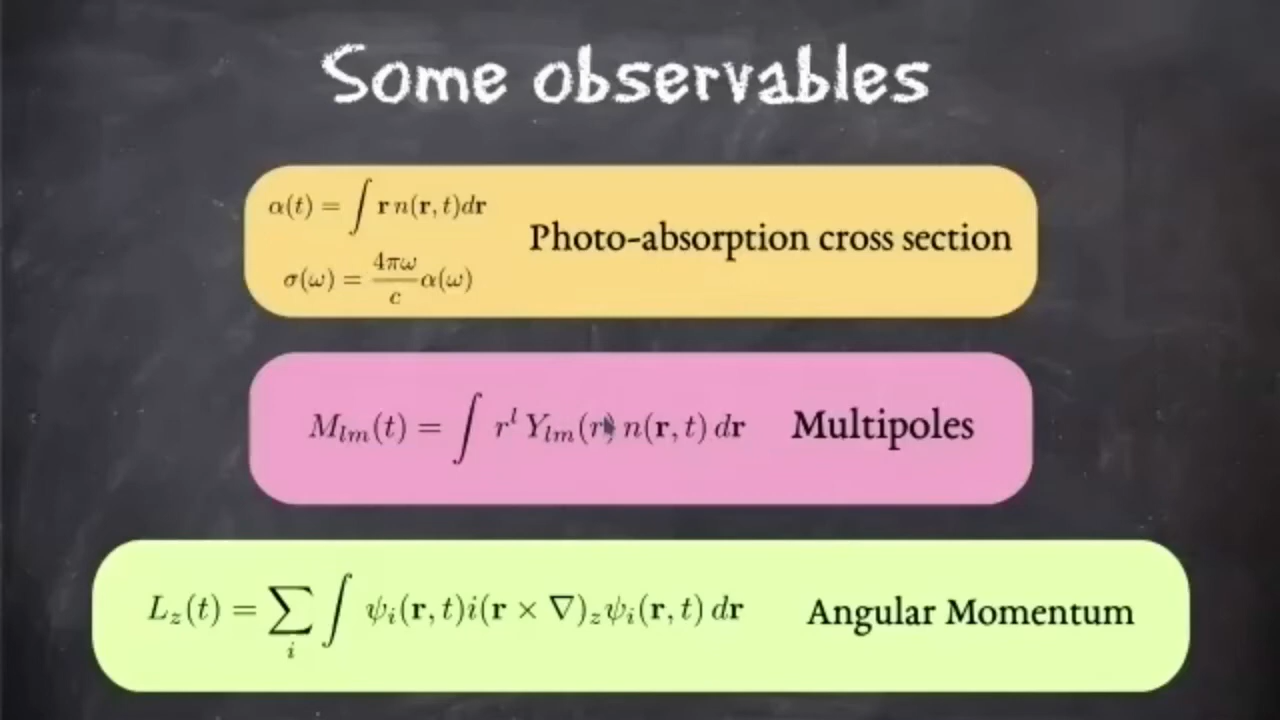 Some observables
α(t) = ∫ r n(r, t)dr
Photo-absorption cross section
σ(ω) = 4πω/c α(ω)
M_lm(t) = ∫ r^l Y_lm(r) n(r, t) dr Multipoles
L_z(t) = ∑_i ∫ ψ_i(r, t)i(r × ∇)_z ψ_i(r, t) dr Angular Momentum